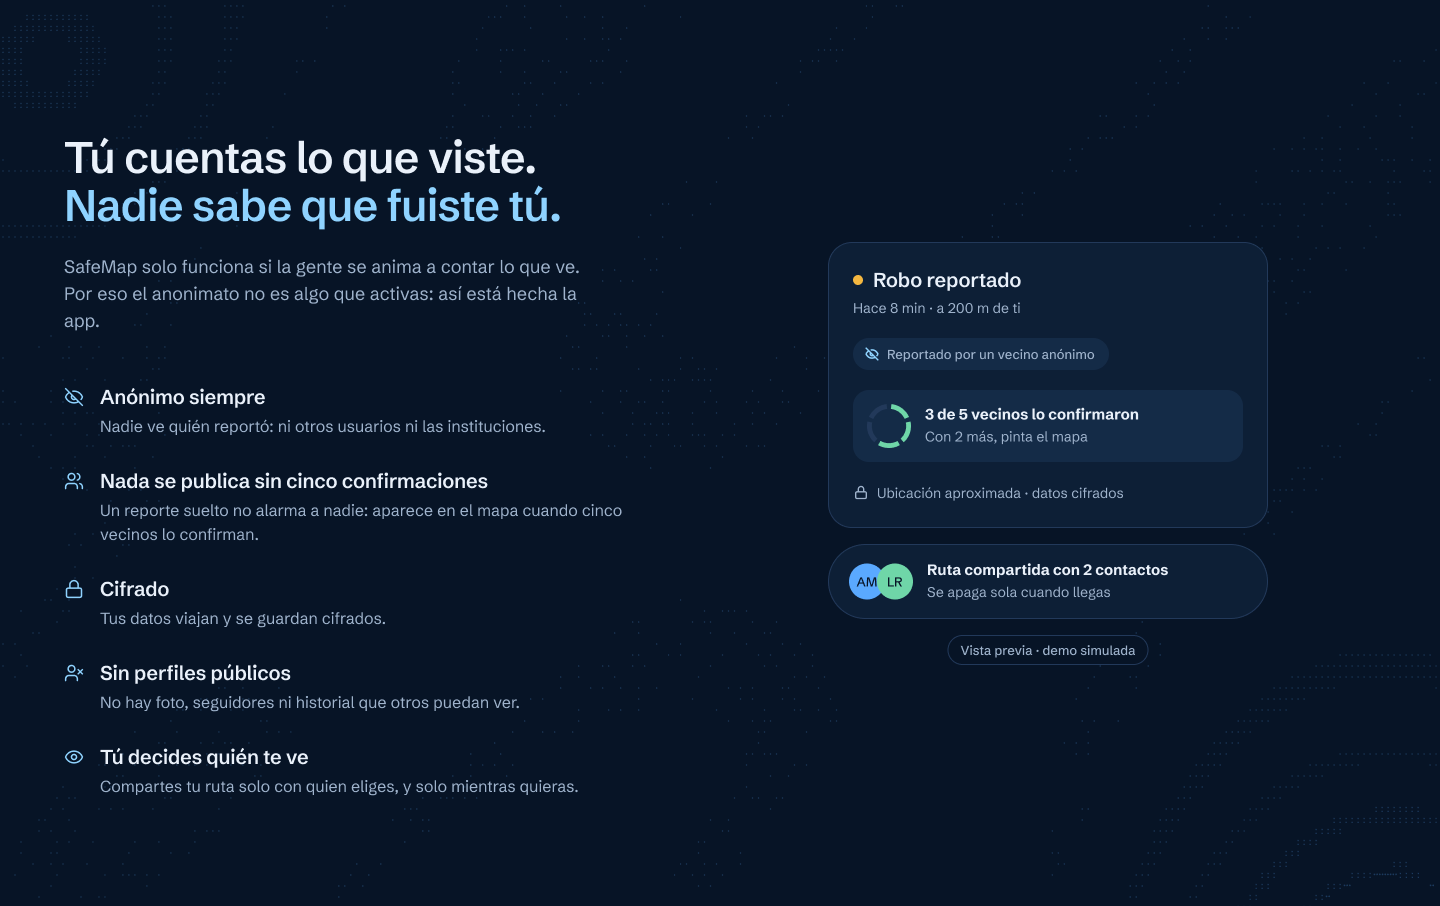 Tú cuentas lo que viste.
Nadie sabe que fuiste tú.
SafeMap solo funciona si la gente se anima a contar lo que ve.
Por eso el anonimato no es algo que activas: así está hecha la
app.
Anónimo siempre
Nadie ve quién reportó: ni otros usuarios ni las instituciones.
Nada se publica sin cinco confirmaciones
Un reporte suelto no alarma a nadie: aparece en el mapa cuando cinco
vecinos lo confirman.
Cifrado
Tus datos viajan y se guardan cifrados.
Sin perfiles públicos
No hay foto, seguidores ni historial que otros puedan ver.
Tú decides quién te ve
Compartes tu ruta solo con quien eliges, y solo mientras quieras.
Robo reportado
Hace 8 min · a 200 m de ti
Reportado por un vecino anónimo
3 de 5 vecinos lo confirmaron
Con 2 más, pinta el mapa
Ubicación aproximada · datos cifrados
AM LR
Ruta compartida con 2 contactos
Se apaga sola cuando llegas
Vista previa · demo simulada